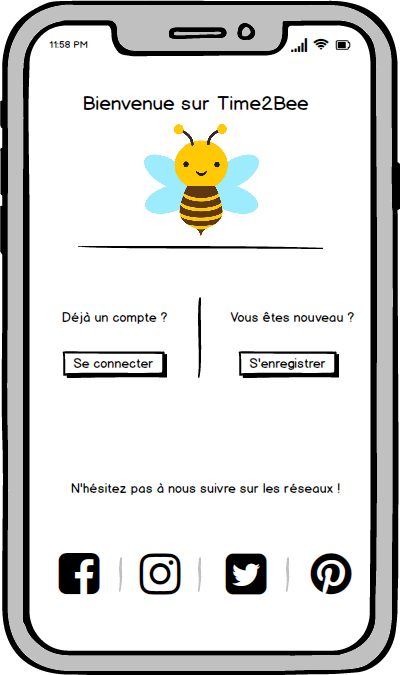 11:58 PM
Bienvenue sur Time2Bee
Déjà un compte ?
Vous êtes nouveau ?
Se connecter
S'enregistrer
N'hésitez pas à nous suivre sur les réseaux !